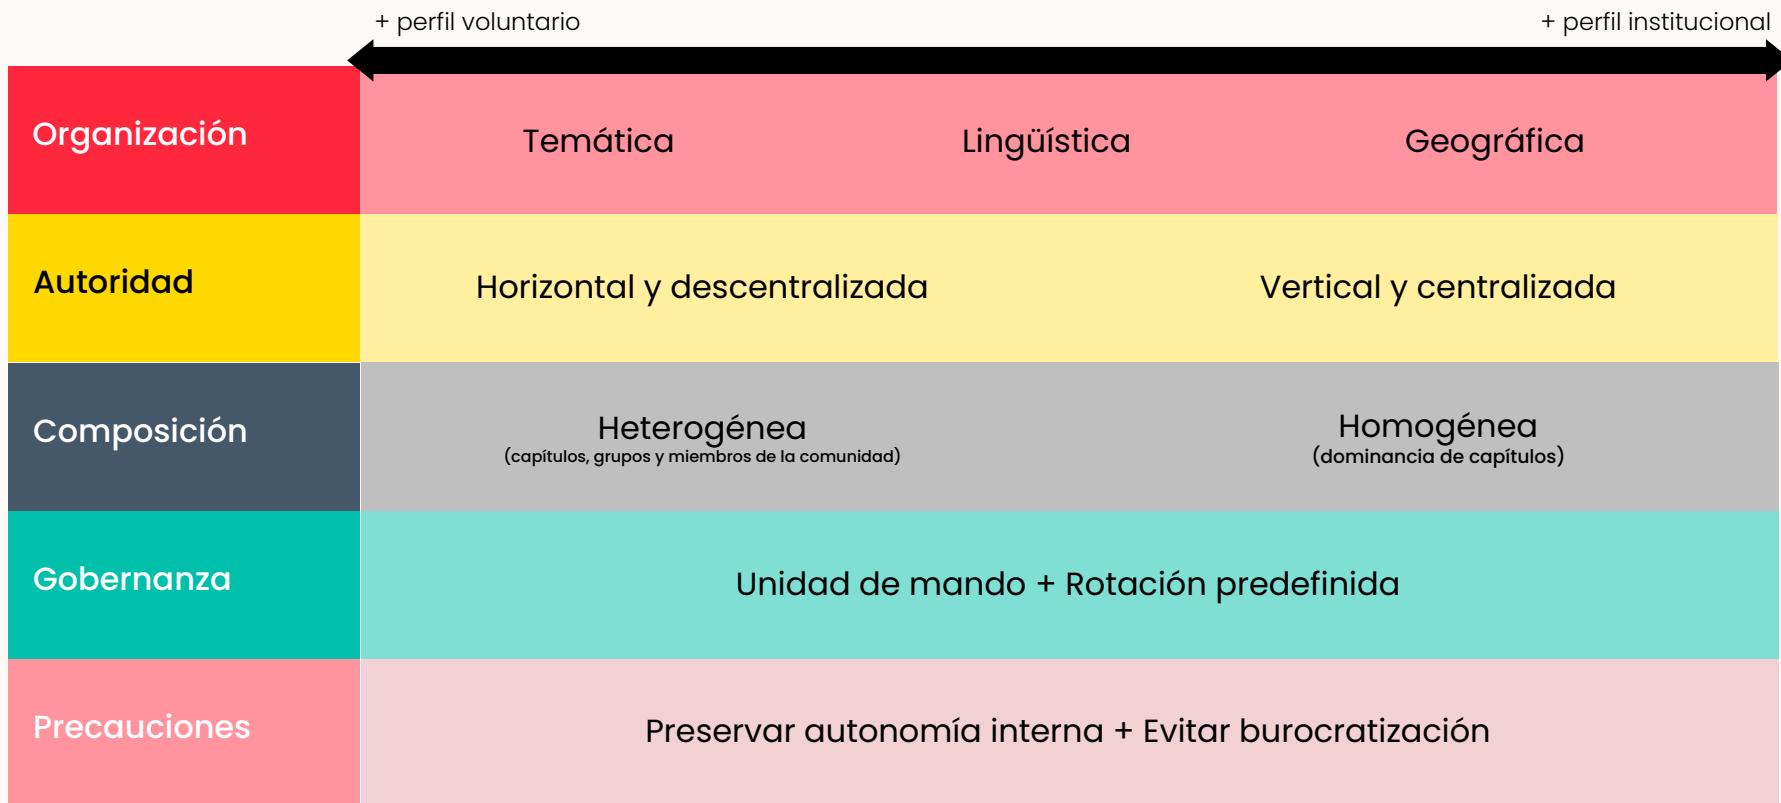 + perfil voluntario
+ perfil institucional
Organización
Temática
Lingüística
Geográfica
Autoridad
Horizontal y descentralizada
Vertical y centralizada
Composición
Heterogénea
(capítulos, grupos y miembros de la comunidad)
Homogénea
(dominancia de capítulos)
Gobernanza
Unidad de mando + Rotación predefinida
Precauciones
Preservar autonomía interna + Evitar burocratización